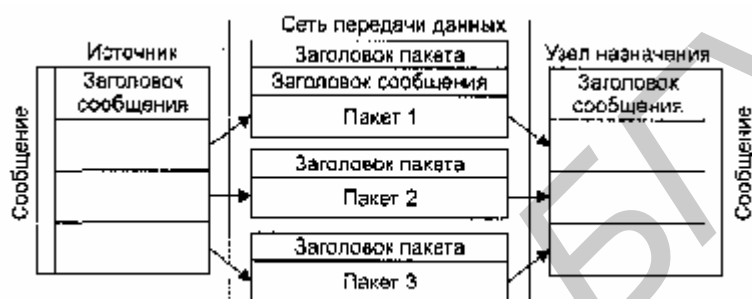 Сеть передачи данных
Источник
Заголовок пакета
Узел назначения
Заголовок
сообщения
Заголовок сообщения
Пакет 1
Заголовок
сообщения
Сообщение
Заголовок пакета
Пакет 2
Сообщение
Заголовок пакета
Пакет 3